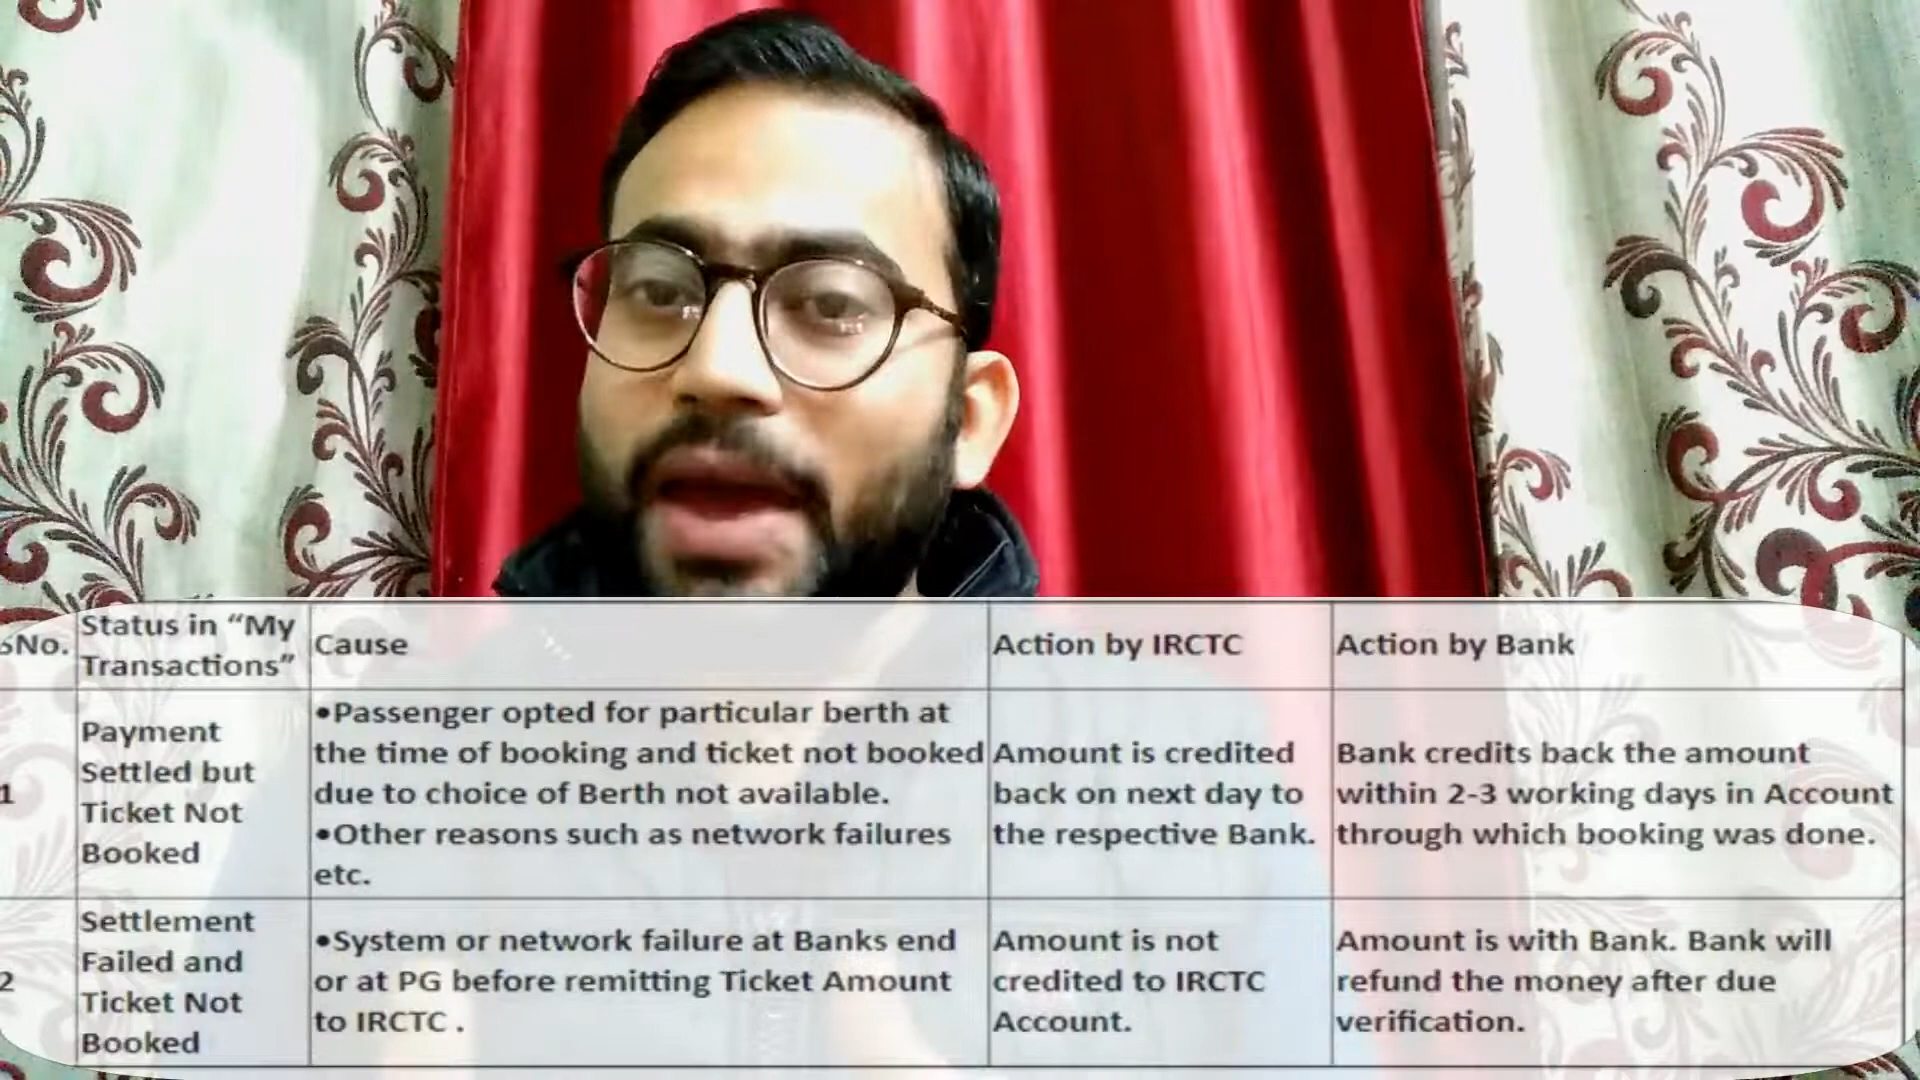 SNo.
Status in “My
Transactions”
Cause
Action by IRCTC
Action by Bank
1
Payment
Settled but
Ticket Not
Booked
•Passenger opted for particular berth at
the time of booking and ticket not booked
due to choice of Berth not available.
•Other reasons such as network failures
etc.
Amount is credited
back on next day to
the respective Bank.
Bank credits back the amount
within 2-3 working days in Account
through which booking was done.
2
Settlement
Failed and
Ticket Not
Booked
•System or network failure at Banks end
or at PG before remitting Ticket Amount
to IRCTC .
Amount is not
credited to IRCTC
Account.
Amount is with Bank. Bank will
refund the money after due
verification.